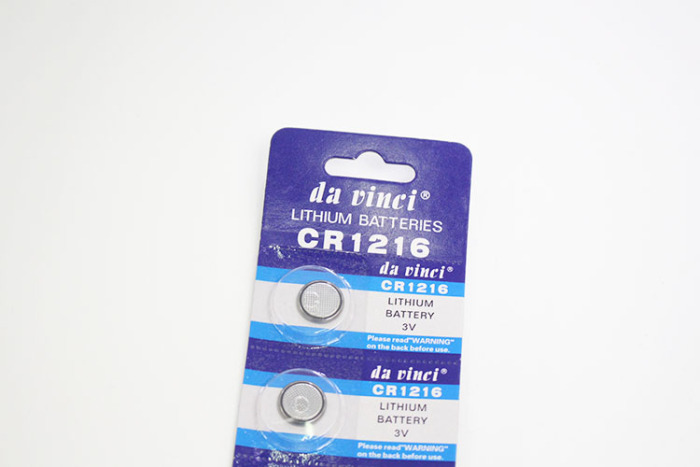 da vinci®
LITHIUM BATTERIES
CR1216
da vinci®
CR1216
LITHIUM
BATTERY
3V
Please read"WARNING"
on the back before use.
da vinci®
CR1216
LITHIUM
BATTERY
3V
Please read"WARNING"
on the back before use.